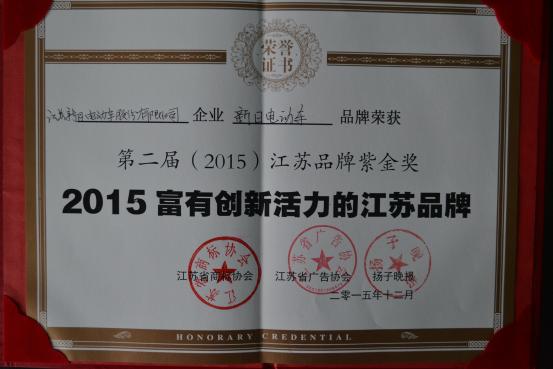 荣誉
证书
江苏新日电动车股份有限公司 企业 新日电动车 品牌荣获
第二届（2015）江苏品牌紫金奖
2015 富有创新活力的江苏品牌
江苏省商标协会 江苏省广告协会 扬子晚报
二零一五年十二月
HONORARY CREDENTIAL